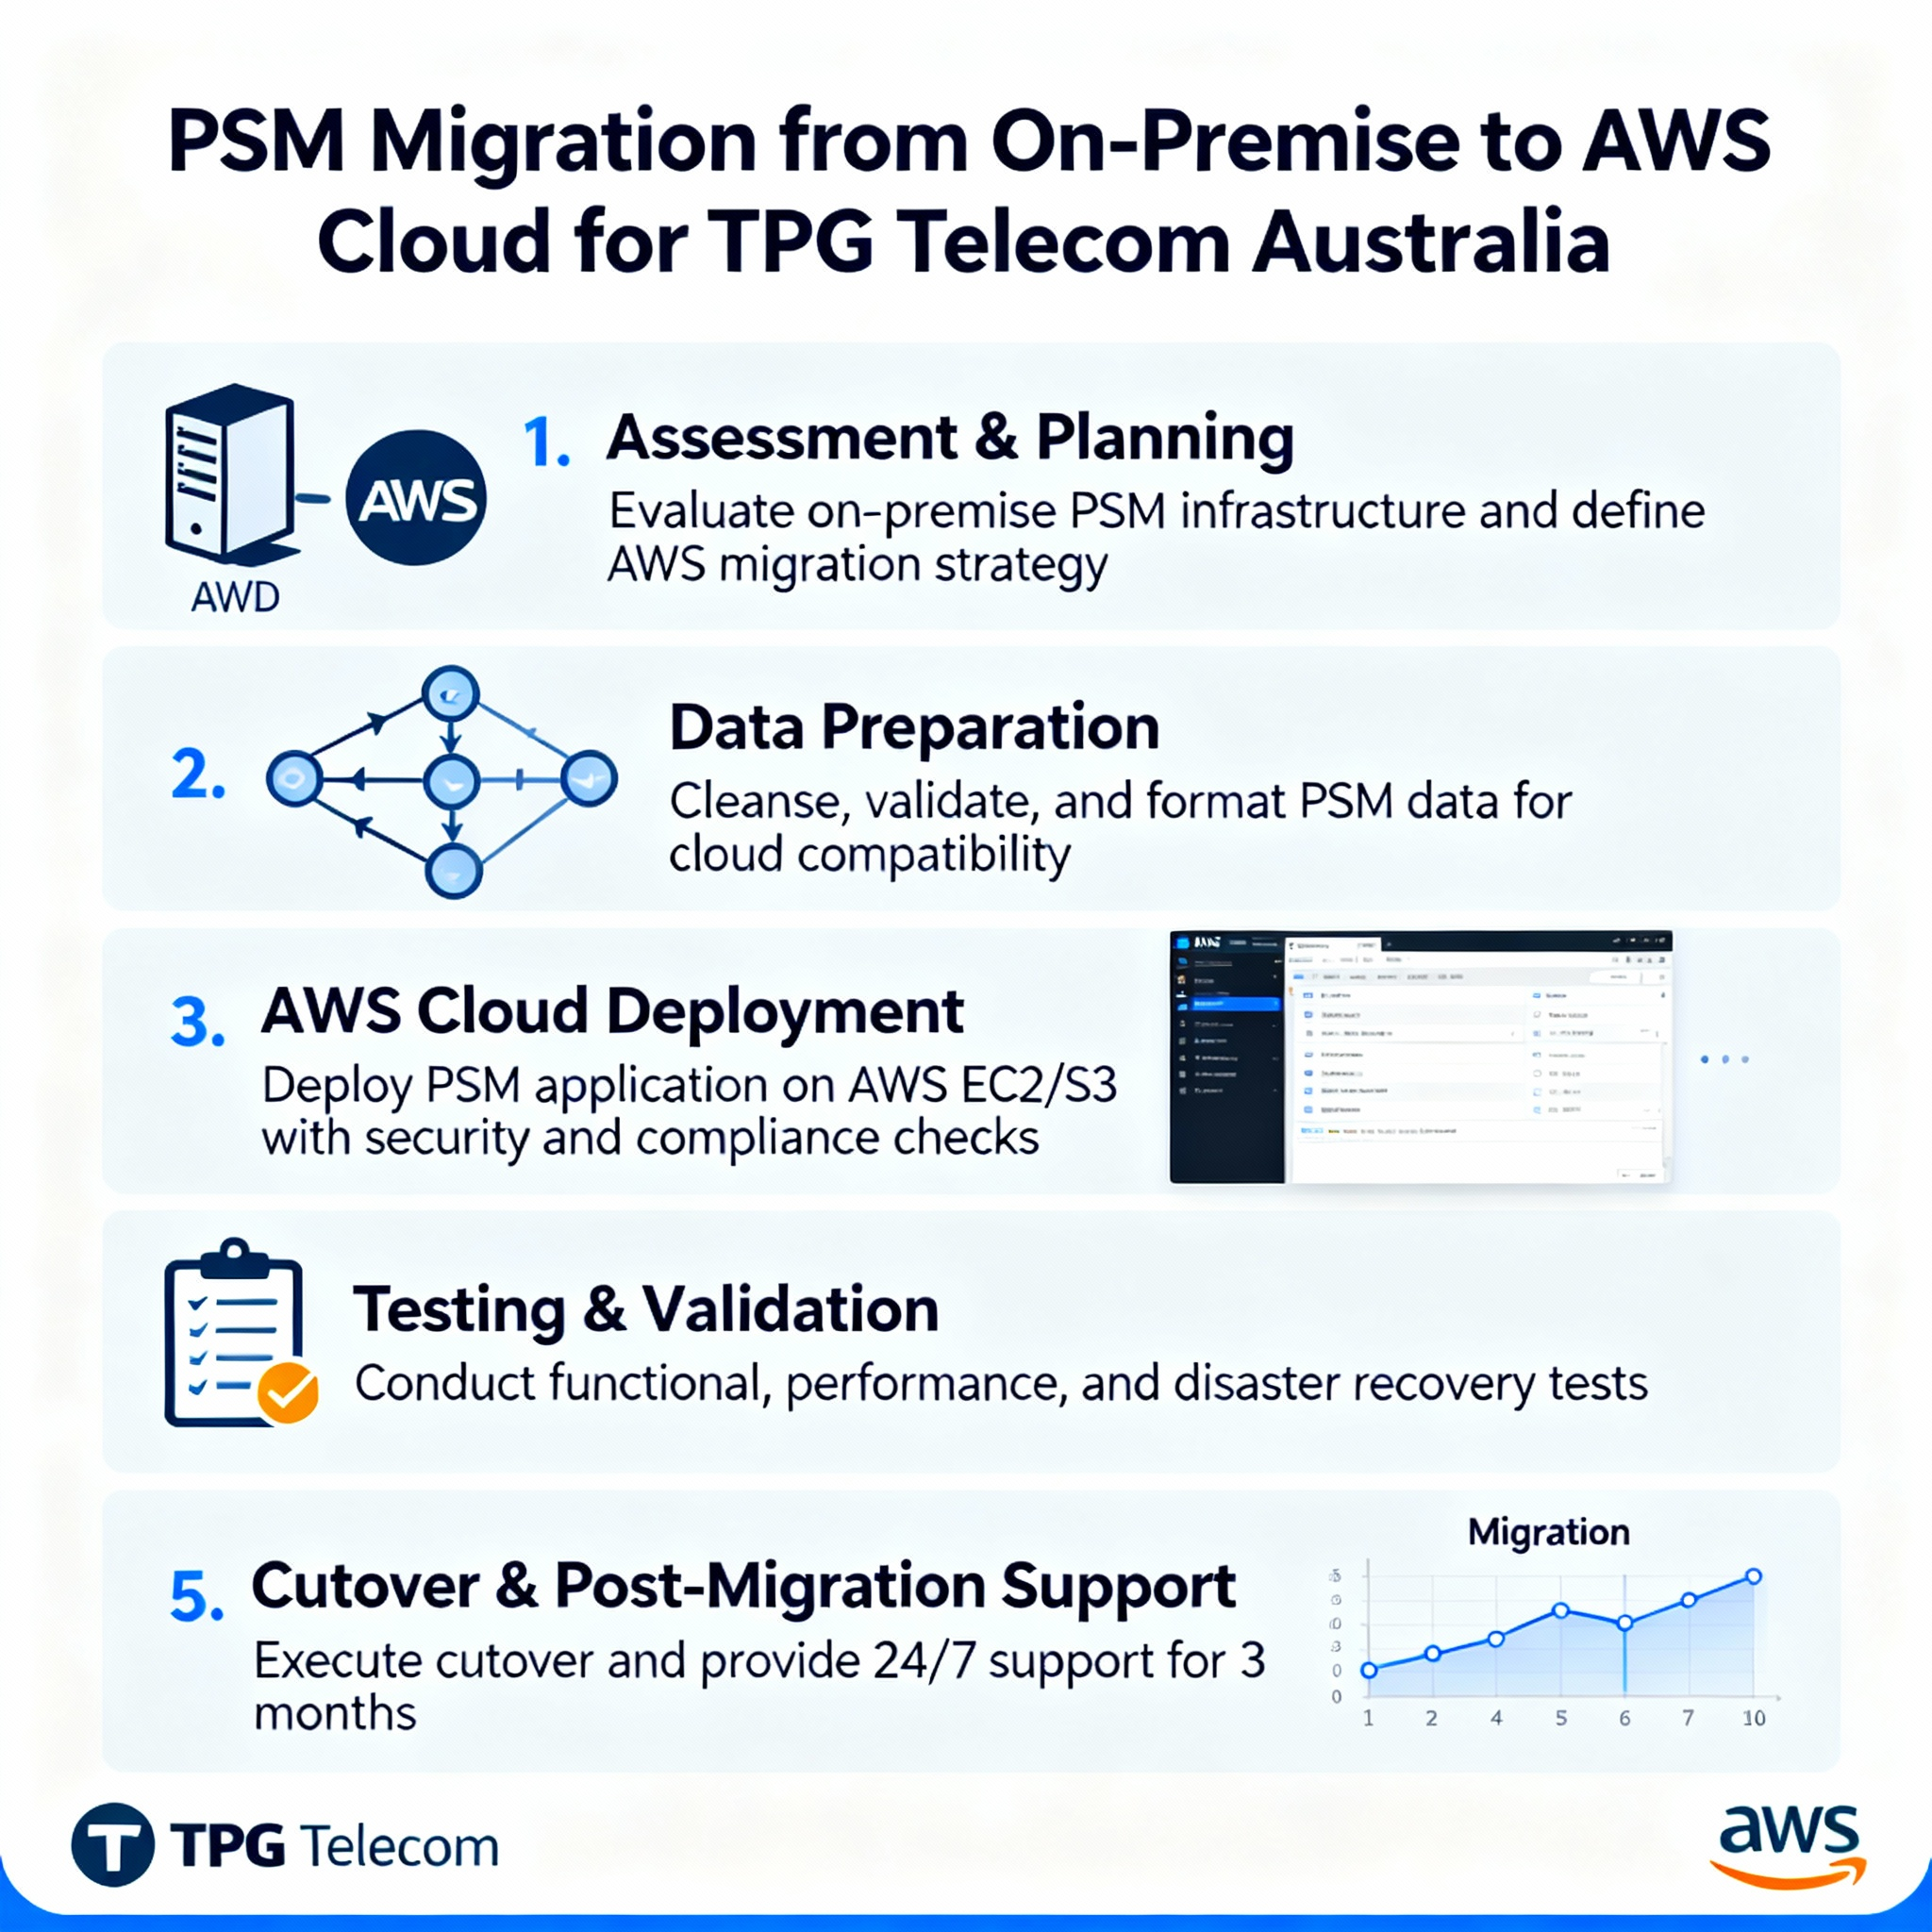 PSM Migration from On-Premise to AWS
Cloud for TPG Telecom Australia
AWS
AWD
1. Assessment & Planning
Evaluate on-premise PSM infrastructure and define
AWS migration strategy
2. Data Preparation
Cleanse, validate, and format PSM data for
cloud compatibility
3. AWS Cloud Deployment
Deploy PSM application on AWS EC2/S3
with security and compliance checks
Testing & Validation
Conduct functional, performance, and disaster recovery tests
5. Cutover & Post-Migration Support
Execute cutover and provide 24/7 support for 3
months
Migration
0
0
1 2 4 5 6 7 10
T TPG Telecom
aws